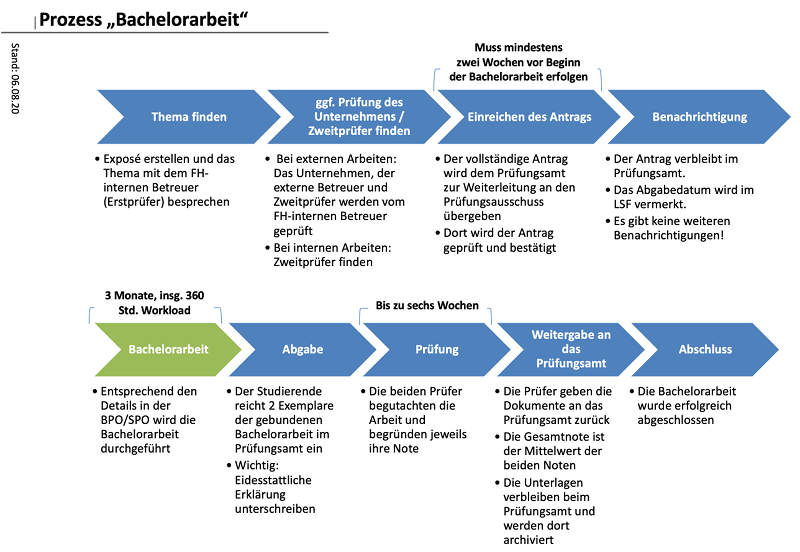 Prozess „Bachelorarbeit“
Stand: 06.08.20
Muss mindestens
zwei Wochen vor Beginn
der Bachelorarbeit erfolgen
Thema finden
ggf. Prüfung des
Unternehmens /
Zweitprüfer finden
Einreichen des Antrags
Benachrichtigung
• Exposé erstellen und das
Thema mit dem FH-
internen Betreuer
(Erstprüfer) besprechen
• Bei externen Arbeiten:
Das Unternehmen, der
externe Betreuer und
Zweitprüfer werden vom
FH-internen Betreuer
geprüft
• Bei internen Arbeiten:
Zweitprüfer finden
• Der vollständige Antrag
wird dem Prüfungsamt
zur Weiterleitung an den
Prüfungsausschuss
übergeben
• Dort wird der Antrag
geprüft und bestätigt
• Der Antrag verbleibt im
Prüfungsamt.
• Das Abgabedatum wird im
LSF vermerkt.
• Es gibt keine weiteren
Benachrichtigungen!
3 Monate, insg. 360
Std. Workload
Bis zu sechs Wochen
Bachelorarbeit
Abgabe
Prüfung
Weitergabe an
das
Prüfungsamt
Abschluss
• Entsprechend den
Details in der
BPO/SPO wird die
Bachelorarbeit
durchgeführt
• Der Studierende
reicht 2 Exemplare
der gebundenen
Bachelorarbeit im
Prüfungsamt ein
• Wichtig:
Eidesstattliche
Erklärung
unterschreiben
• Die beiden Prüfer
begutachten die
Arbeit und
begründen jeweils
ihre Note
• Die Prüfer geben die
Dokumente an das
Prüfungsamt zurück
• Die Gesamtnote ist
der Mittelwert der
beiden Noten
• Die Unterlagen
verbleiben beim
Prüfungsamt und
werden dort
archiviert
• Die Bachelorarbeit
wurde erfolgreich
abgeschlossen